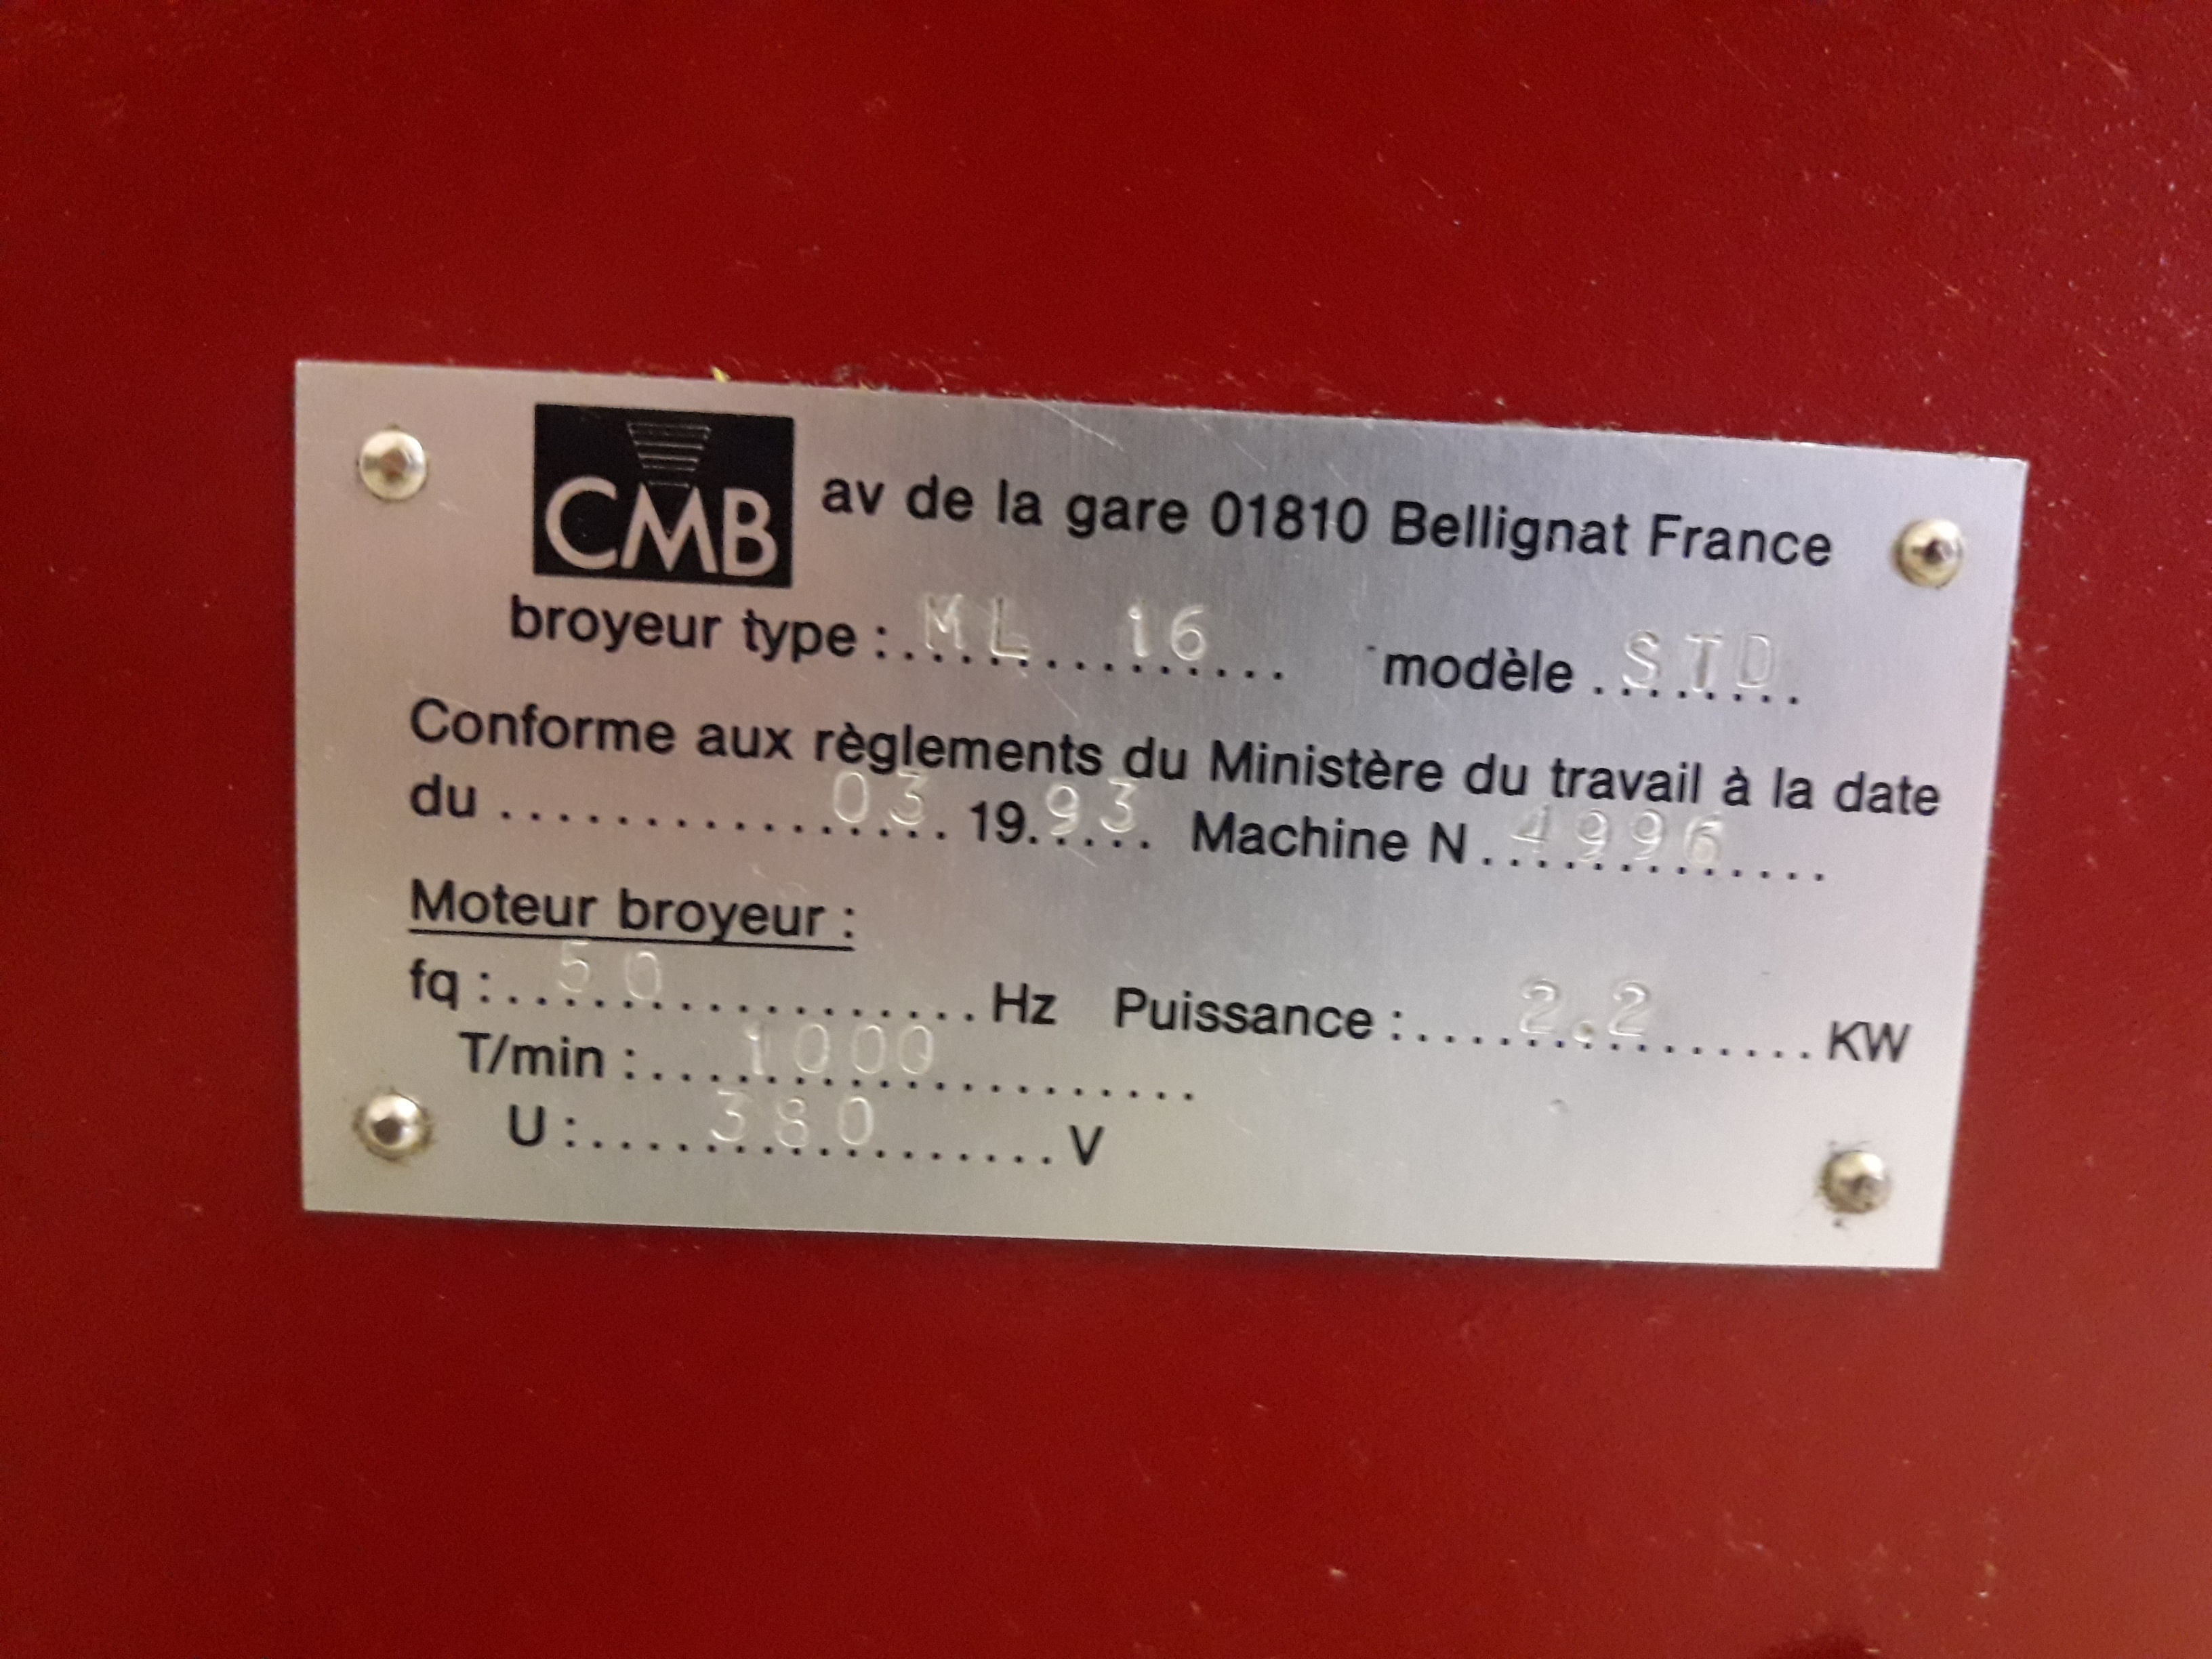 CMB av de la gare 01810 Bellignat France
broyeur type : ML 16 modèle STD
Conforme aux règlements du Ministère du travail à la date
du 03 19.93 Machine N 4996
Moteur broyeur :
fq : 50 Hz Puissance : 2.2 KW
T/min : 1000
U : 380 V